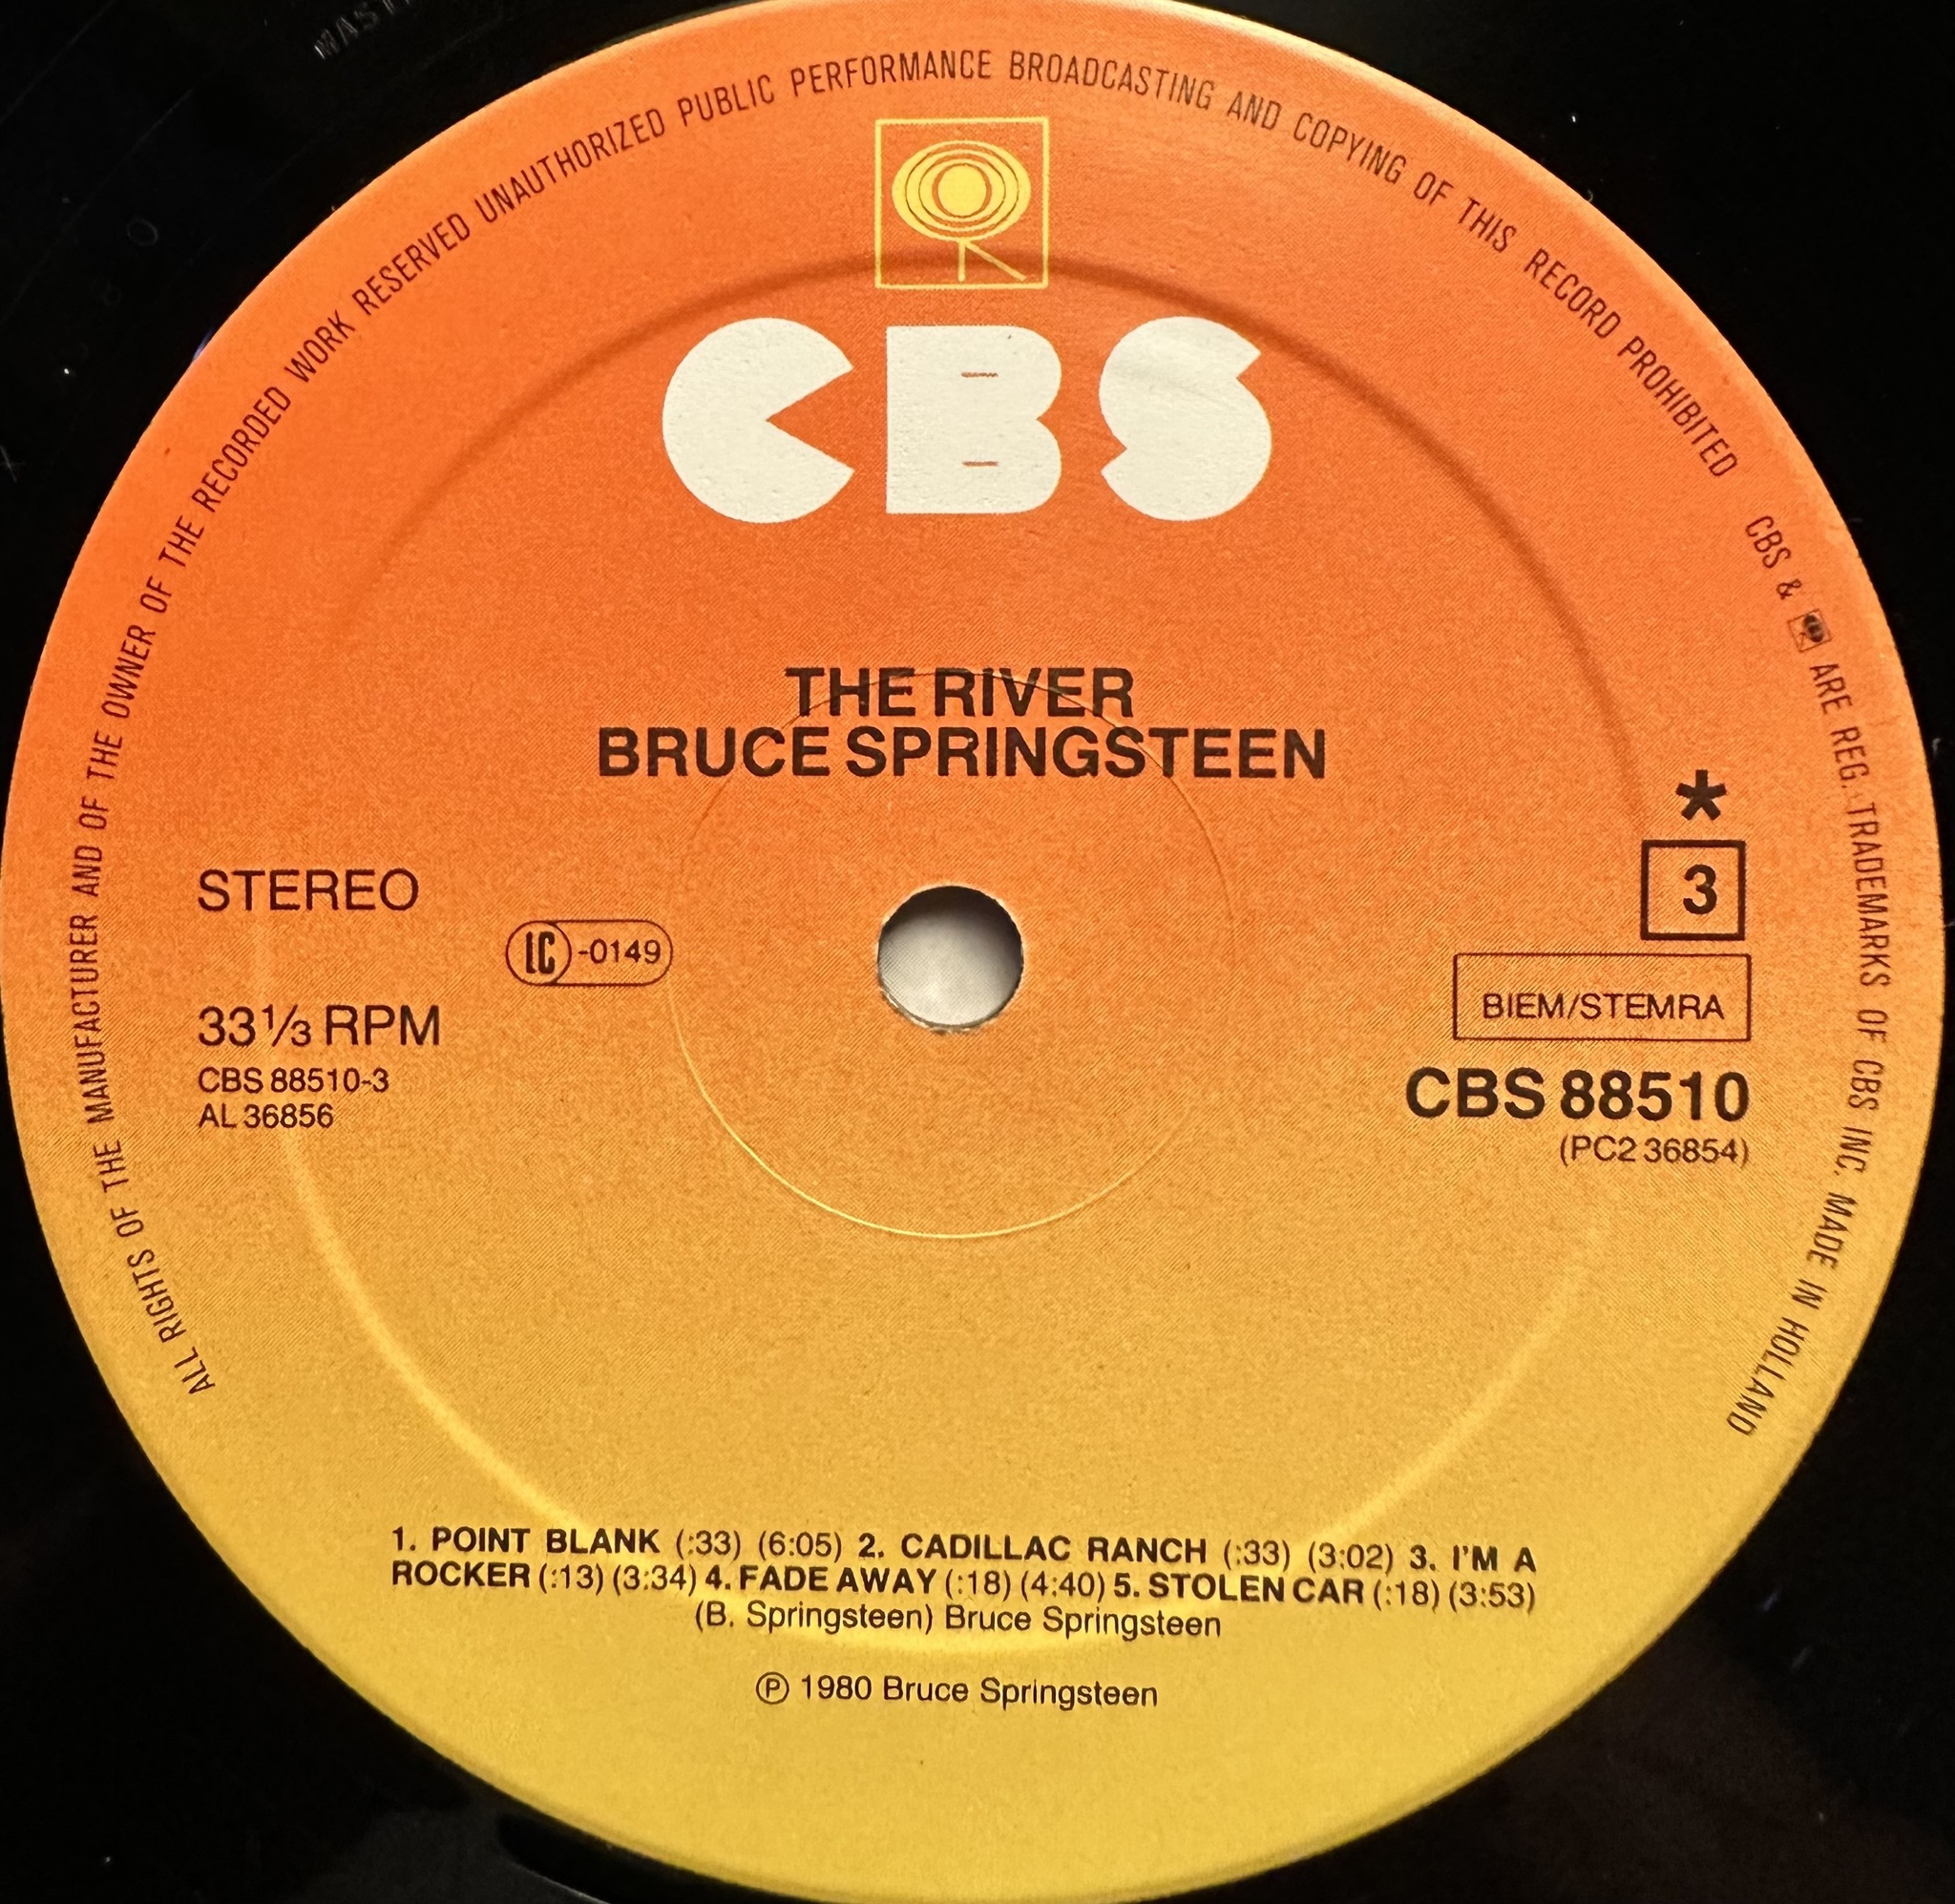 ALL RIGHTS OF THE MANUFACTURER AND OF THE OWNER OF THE RECORDED WORK RESERVED UNAUTHORIZED PUBLIC PERFORMANCE BROADCASTING AND COPYING OF THIS RECORD PROHIBITED
CBS & ARE REG. TRADEMARKS OF CBS INC. MADE IN HOLLAND
CBS
THE RIVER
BRUCE SPRINGSTEEN
*
STEREO
3
LC -0149
BIEM/STEMRA
33⅓ RPM
CBS 88510-3
AL 36856
CBS 88510
(PC2 36854)
1. POINT BLANK (:33) (6:05) 2. CADILLAC RANCH (:33) (3:02) 3. I'M A
ROCKER (:13) (3:34) 4. FADE AWAY (:18) (4:40) 5. STOLEN CAR (:18) (3:53)
(B. Springsteen) Bruce Springsteen
℗ 1980 Bruce Springsteen